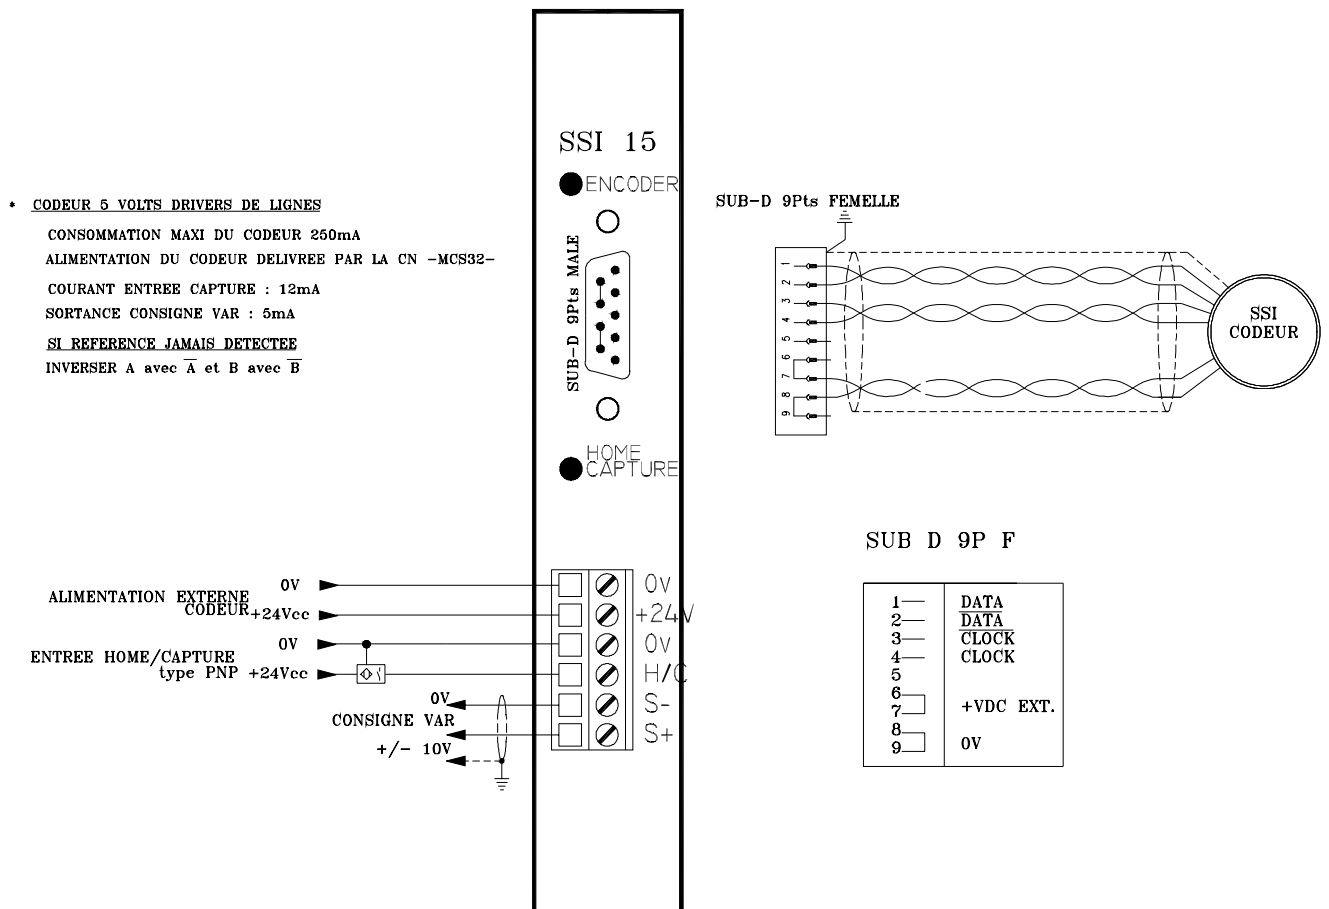 SSI 15
ENCODER
SUB-D 9Pts MALE
HOME
CAPTURE
* CODEUR 5 VOLTS DRIVERS DE LIGNES
CONSOMMATION MAXI DU CODEUR 250mA
ALIMENTATION DU CODEUR DELIVREE PAR LA CN -MCS32-
COURANT ENTREE CAPTURE : 12mA
SORTANCE CONSIGNE VAR : 5mA
SI REFERENCE JAMAIS DETECTEE
INVERSER A avec A̅ et B avec B̅
SUB-D 9Pts FEMELLE
1
2
3
4
5
6
7
8
9
SSI
CODEUR
ALIMENTATION EXTERNE
CODEUR
0V
+24Vcc
ENTREE HOME/CAPTURE
type PNP
0V
+24Vcc
0V
CONSIGNE VAR
+/- 10V
0v
+24V
0v
H/C
S-
S+
SUB D 9P F
1 DATA
2 D̅A̅T̅A̅
3 C̅L̅O̅C̅K̅
4 CLOCK
5
6
7 +VDC EXT.
8
9 0V